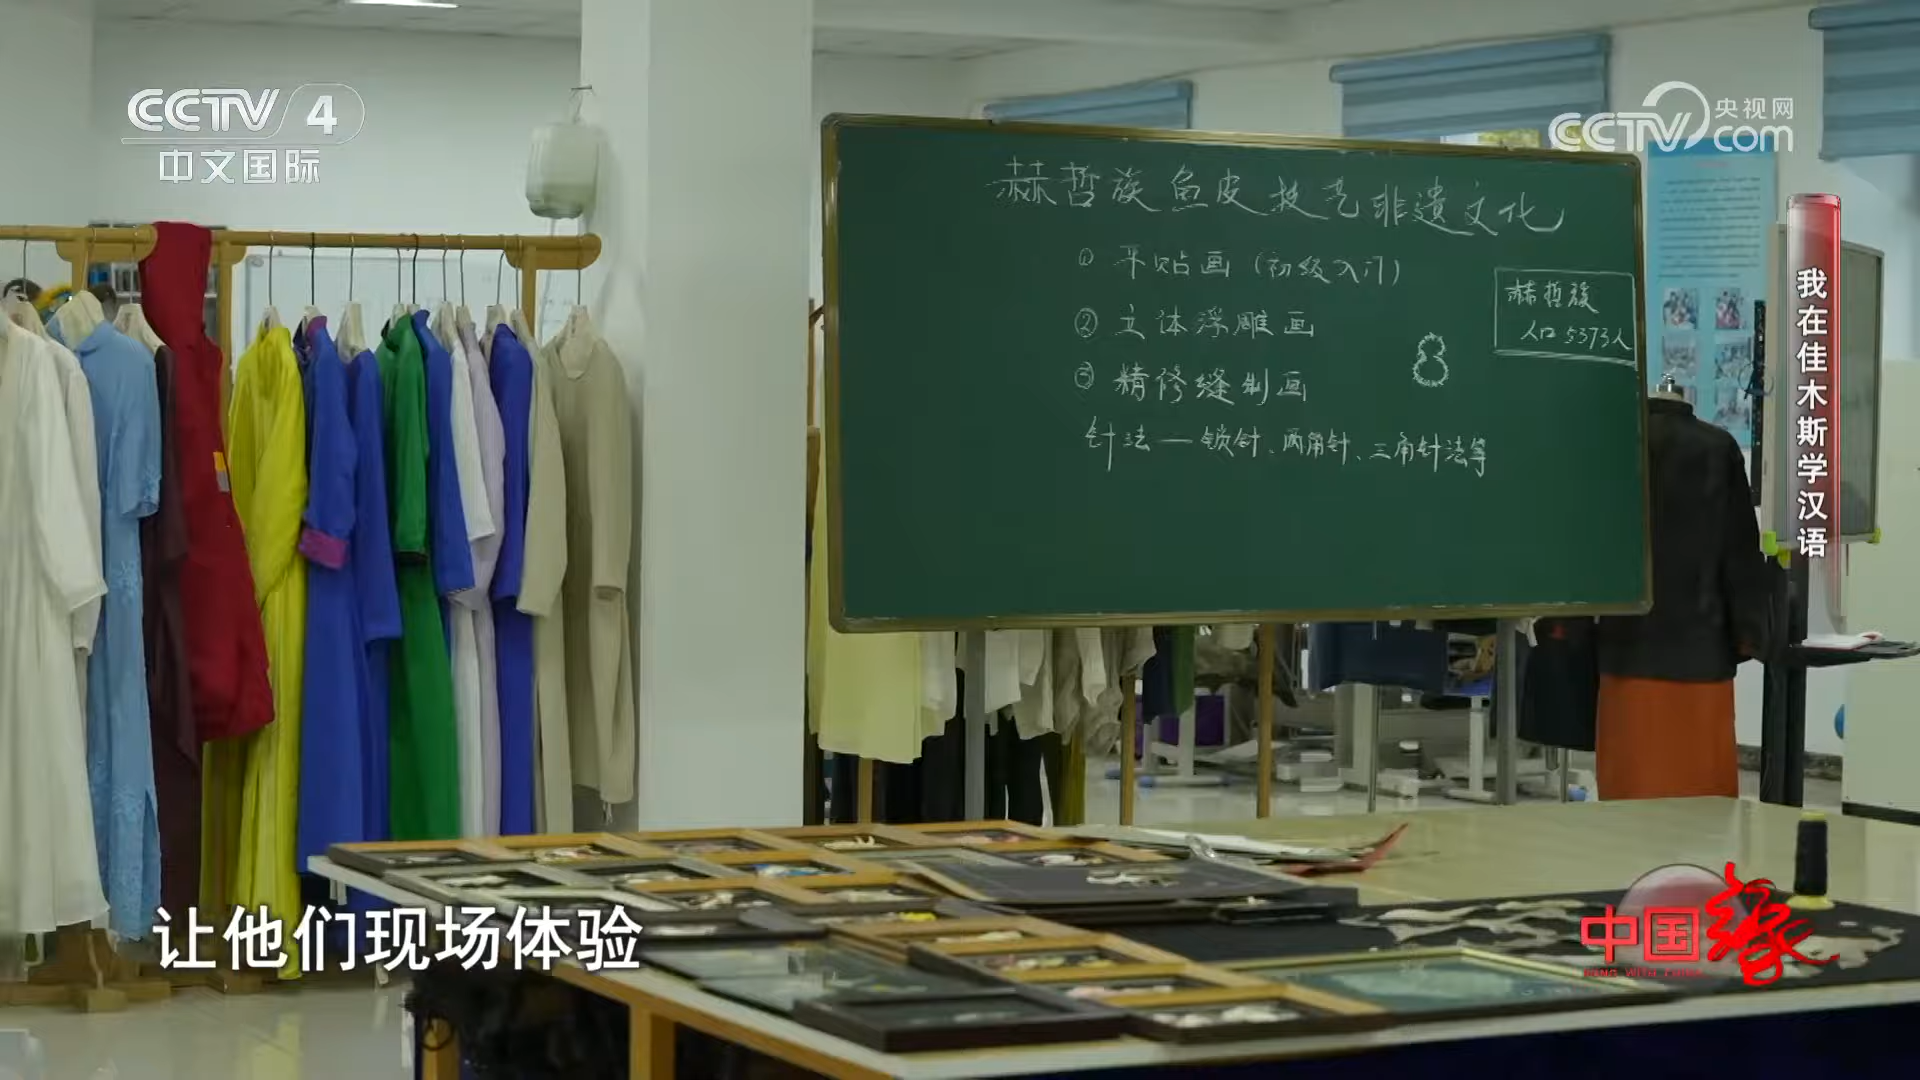 CCTV 4
中文国际
央视网
CCTV.com
赫哲族鱼皮技艺非遗文化
① 平贴画（初级入门）
② 立体浮雕画
③ 精修缝制画
针法一锁针、两角针、三角针法等
赫哲族
人口5373人
我在佳木斯学汉语
让他们现场体验
中国缘